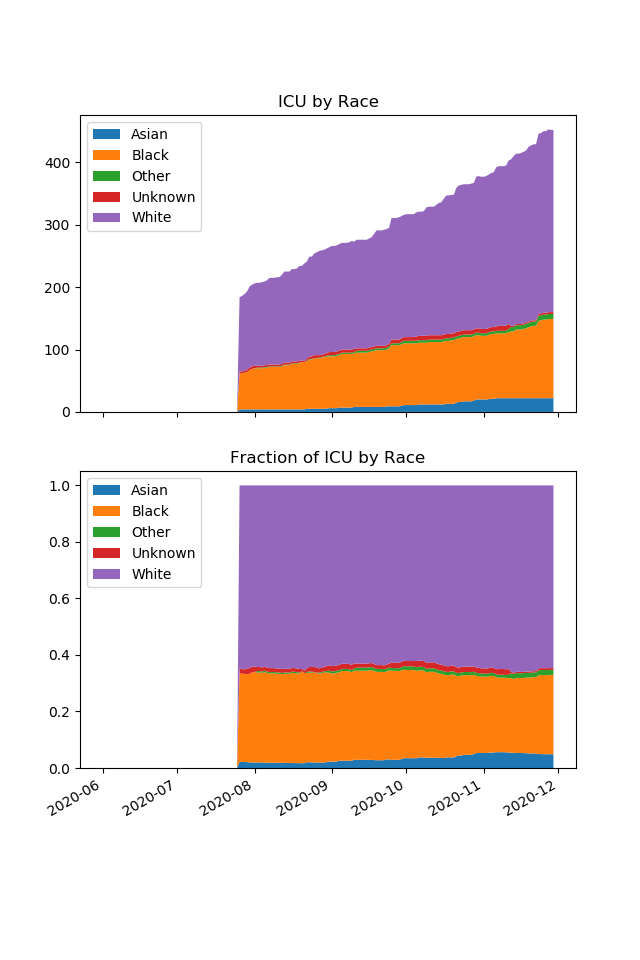 ICU by Race
Asian
Black
Other
Unknown
White
400
300
200
100
0
Fraction of ICU by Race
Asian
Black
Other
Unknown
White
1.0
0.8
0.6
0.4
0.2
0.0
2020-06 2020-07 2020-08 2020-09 2020-10 2020-11 2020-12